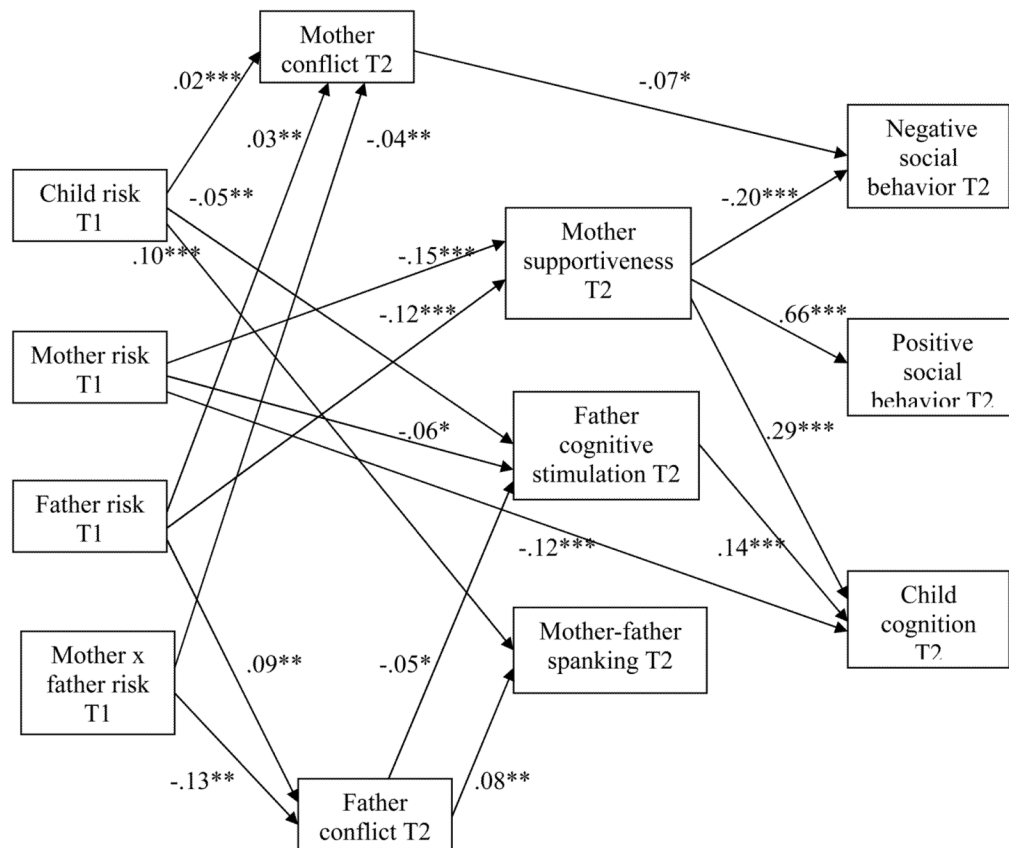 Mother
conflict T2
.02***
-.07*
.03**
-.04**
Negative
social
behavior T2
Child risk
T1
-.05**
-.20***
.10***
Mother
supportiveness
T2
-.15***
-.12***
.66***
Mother risk
T1
Positive
social
behavior T2
Father
cognitive
stimulation T2
-.06*
.29***
Father risk
T1
-.12***
.14***
Child
cognition
T2
Mother-father
spanking T2
Mother x
father risk
T1
.09**
-.05*
-.13**
.08**
Father
conflict T2